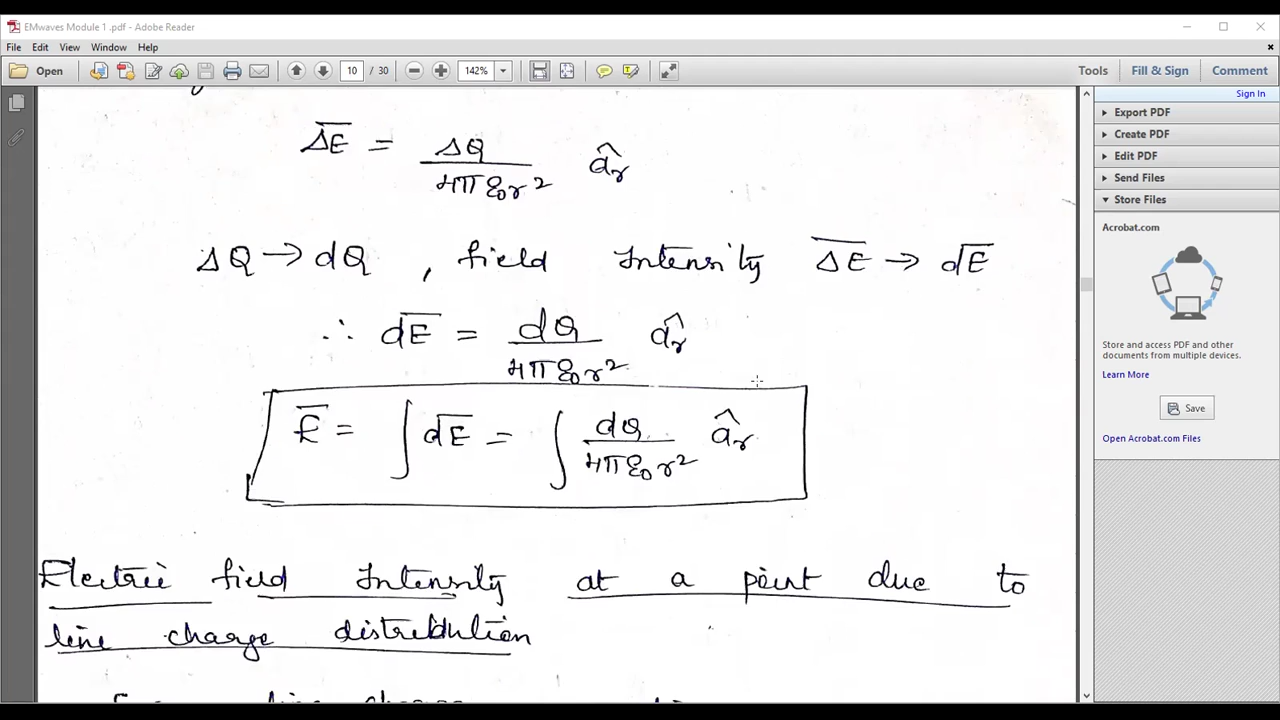 EMwaves Module 1 .pdf - Adobe Reader
File Edit View Window Help
Open 10 / 30 142% Tools Fill & Sign Comment
Sign In
Export PDF
Create PDF
Edit PDF
Send Files
Store Files
Acrobat.com
Store and access PDF and other
documents from multiple devices.
Learn More
Save
Open Acrobat.com Files
ΔE̅ = ΔQ / 4πε₀r² âᵣ
ΔQ → dQ , field Intensity ΔE̅ → dE̅
∴ dE̅ = dQ / 4πε₀r² âᵣ
E̅ = ∫ dE̅ = ∫ dQ / 4πε₀r² âᵣ
Electric field Intensity at a point due to
line charge distribution
line charge